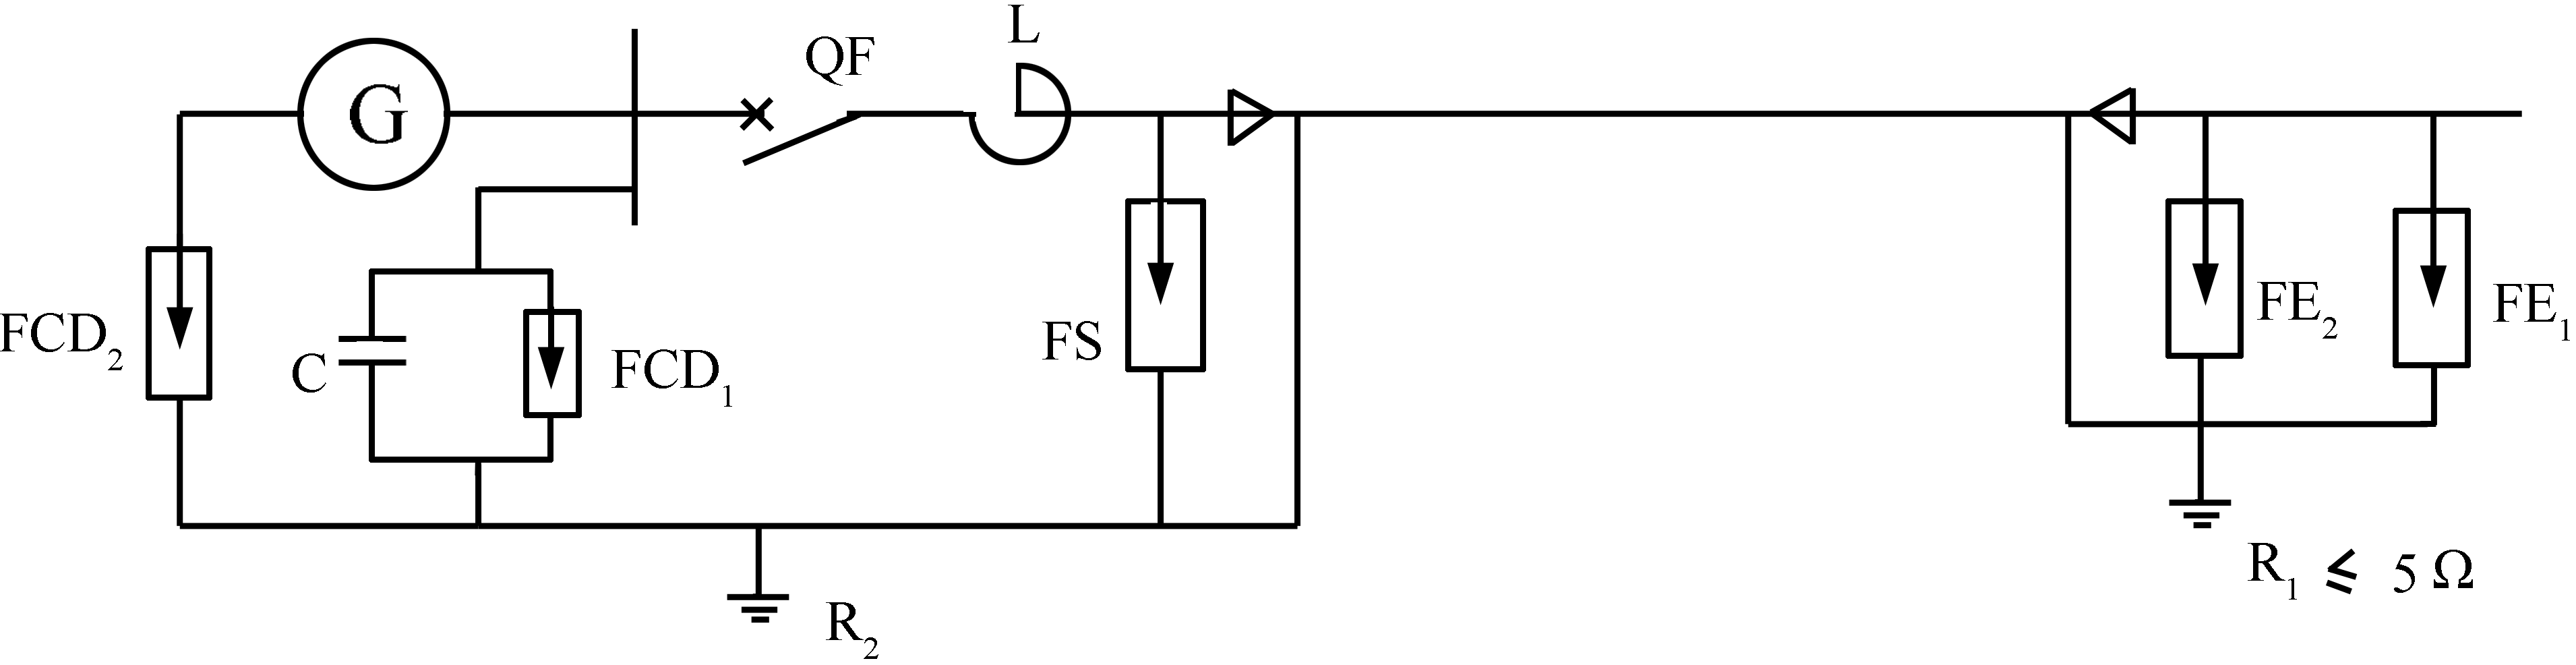 L
QF
G
FCD₂
C
FCD₁
FS
FE₂
FE₁
R₁ ≤ 5 Ω
R₂